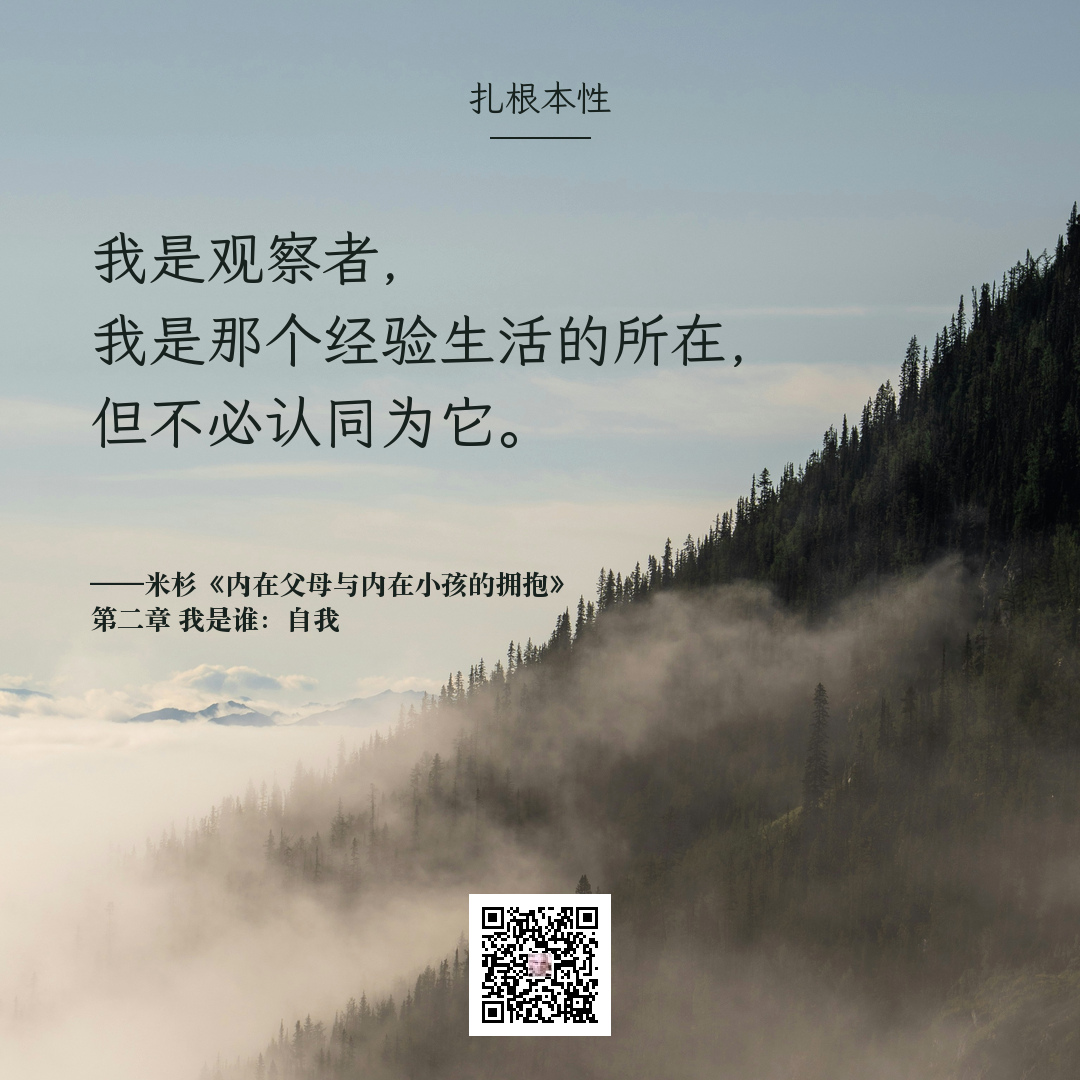 扎根本性
我是观察者，
我是那个经验生活的所在，
但不必认同为它。
——米杉《内在父母与内在小孩的拥抱》
第二章 我是谁：自我